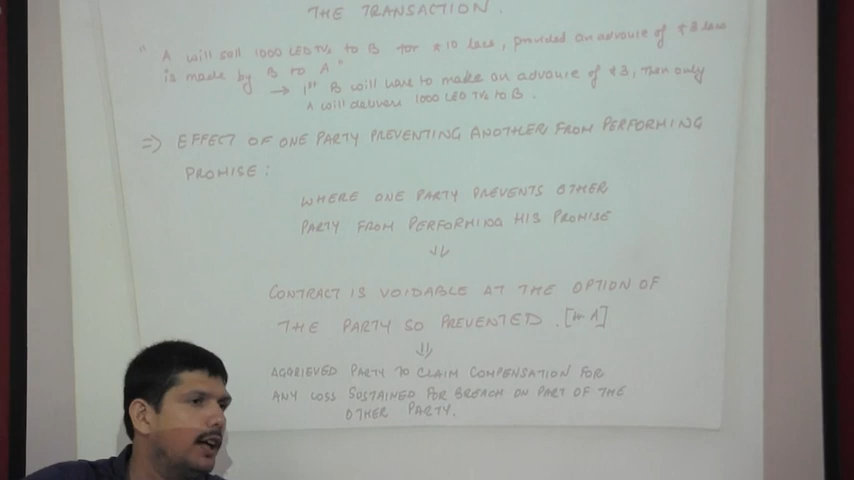 THE TRANSACTION.
" A will sell 1000 LED TVs to B for ₹ 10 lacs, provided an advance of ₹ 3 lacs
is made by B to A "
→ 1st B will have to make an advance of ₹3, then only
A will deliver 1000 LED TVs to B.
⇒ EFFECT OF ONE PARTY PREVENTING ANOTHER FROM PERFORMING
PROMISE :
WHERE ONE PARTY PREVENTS OTHER
PARTY FROM PERFORMING HIS PROMISE
⇓
CONTRACT IS VOIDABLE AT THE OPTION OF
THE PARTY SO PREVENTED.
⇓
AGGRIEVED PARTY TO CLAIM COMPENSATION FOR
ANY LOSS SUSTAINED FOR BREACH ON PART OF THE
OTHER PARTY.